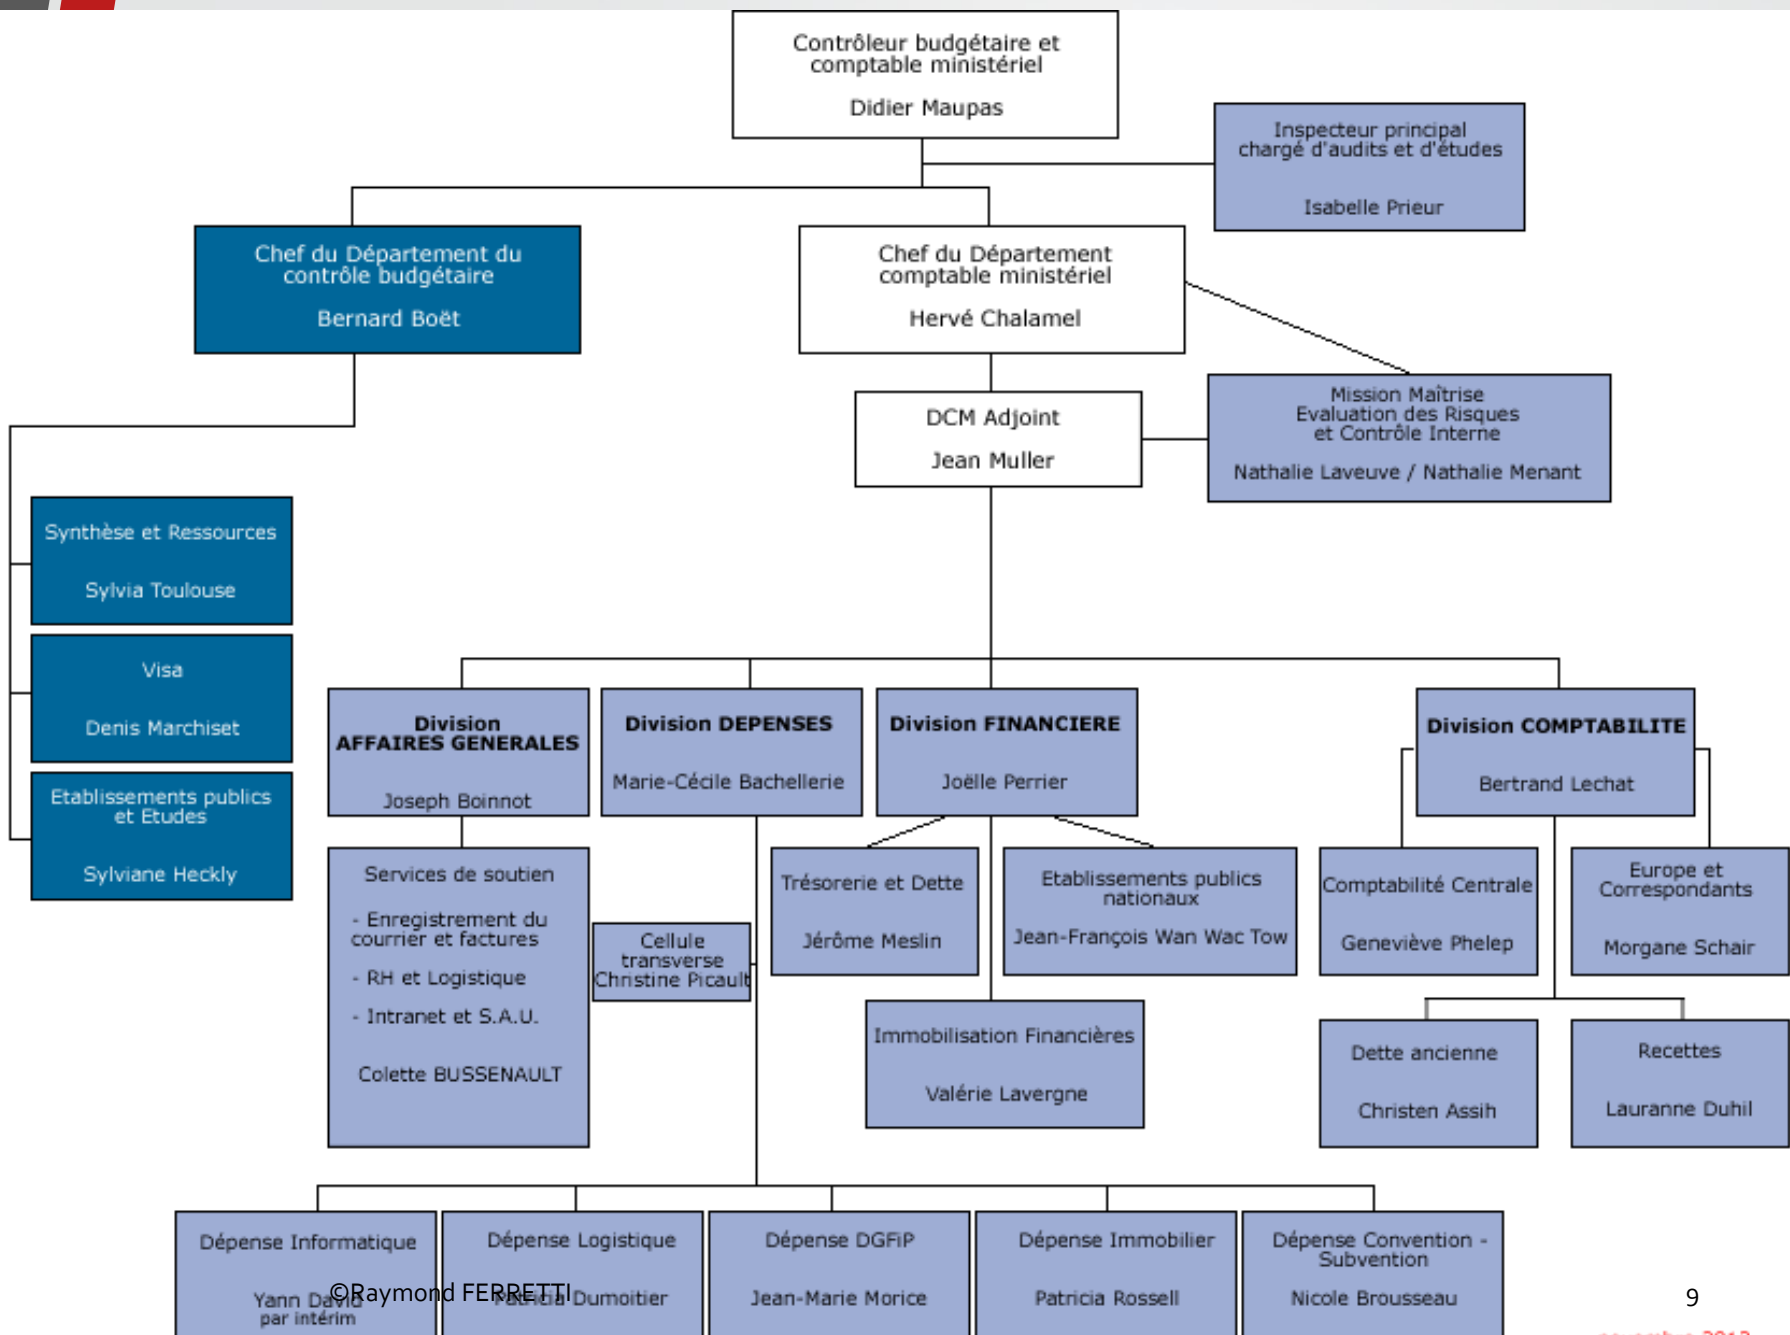 Contrôleur budgétaire et
comptable ministériel
Didier Maupas
Inspecteur principal
chargé d'audits et d'études
Isabelle Prieur
Chef du Département du
contrôle budgétaire
Bernard Boët
Chef du Département
comptable ministériel
Hervé Chalamel
DCM Adjoint
Jean Muller
Mission Maîtrise
Evaluation des Risques
et Contrôle Interne
Nathalie Laveuve / Nathalie Menant
Synthèse et Ressources
Sylvia Toulouse
Visa
Denis Marchiset
Etablissements publics
et Etudes
Sylviane Heckly
Division
AFFAIRES GENERALES
Joseph Boinnot
Division DEPENSES
Marie-Cécile Bachellerie
Division FINANCIERE
Joëlle Perrier
Division COMPTABILITE
Bertrand Lechat
Services de soutien
- Enregistrement du
courrier et factures
- RH et Logistique
- Intranet et S.A.U.
Colette BUSSENAULT
Cellule
transverse
Christine Picault
Trésorerie et Dette
Jérôme Meslin
Etablissements publics
nationaux
Jean-François Wan Wac Tow
Immobilisation Financières
Valérie Lavergne
Comptabilité Centrale
Geneviève Phelep
Europe et
Correspondants
Morgane Schair
Dette ancienne
Christen Assih
Recettes
Lauranne Duhil
Dépense Informatique
Yann David
par intérim
Dépense Logistique
Patricia Dumoitier
Dépense DGFiP
Jean-Marie Morice
Dépense Immobilier
Patricia Rossell
Dépense Convention -
Subvention
Nicole Brousseau
©Raymond FERRETTI
9